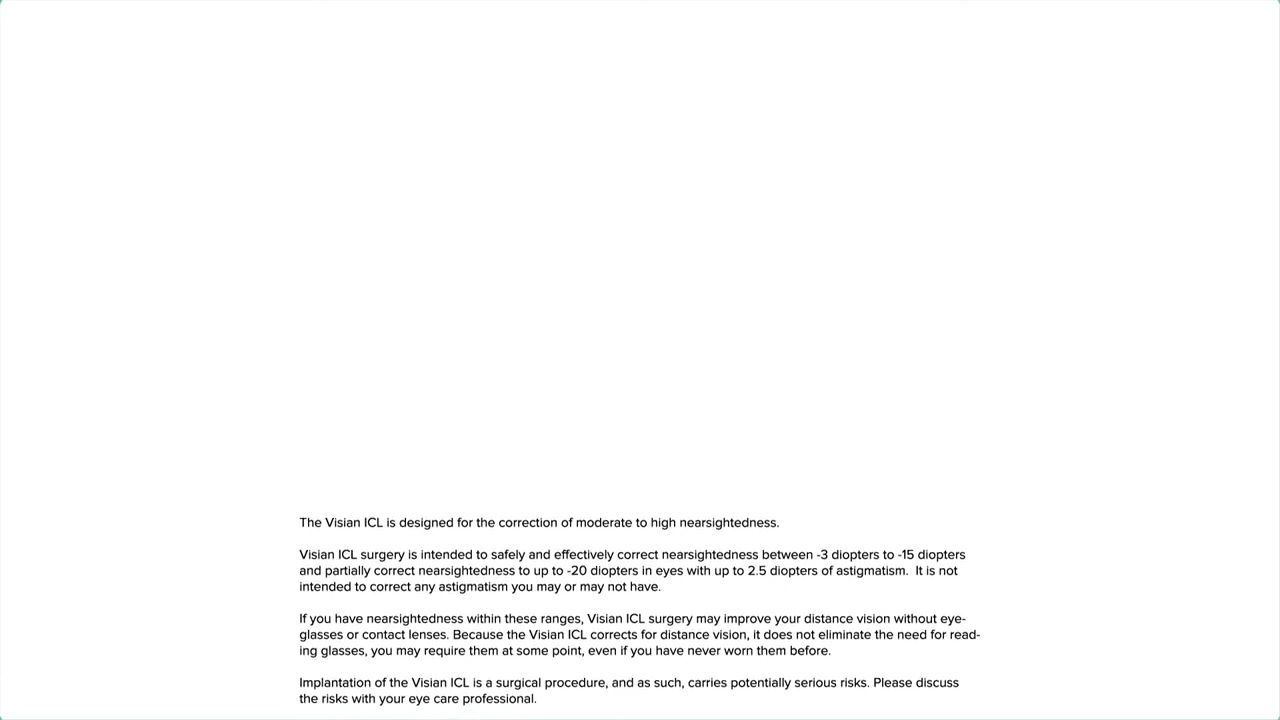 The Visian ICL is designed for the correction of moderate to high nearsightedness.
Visian ICL surgery is intended to safely and effectively correct nearsightedness between -3 diopters to -15 diopters
and partially correct nearsightedness to up to -20 diopters in eyes with up to 2.5 diopters of astigmatism.  It is not
intended to correct any astigmatism you may or may not have.
If you have nearsightedness within these ranges, Visian ICL surgery may improve your distance vision without eye-
glasses or contact lenses. Because the Visian ICL corrects for distance vision, it does not eliminate the need for read-
ing glasses, you may require them at some point, even if you have never worn them before.
Implantation of the Visian ICL is a surgical procedure, and as such, carries potentially serious risks. Please discuss
the risks with your eye care professional.